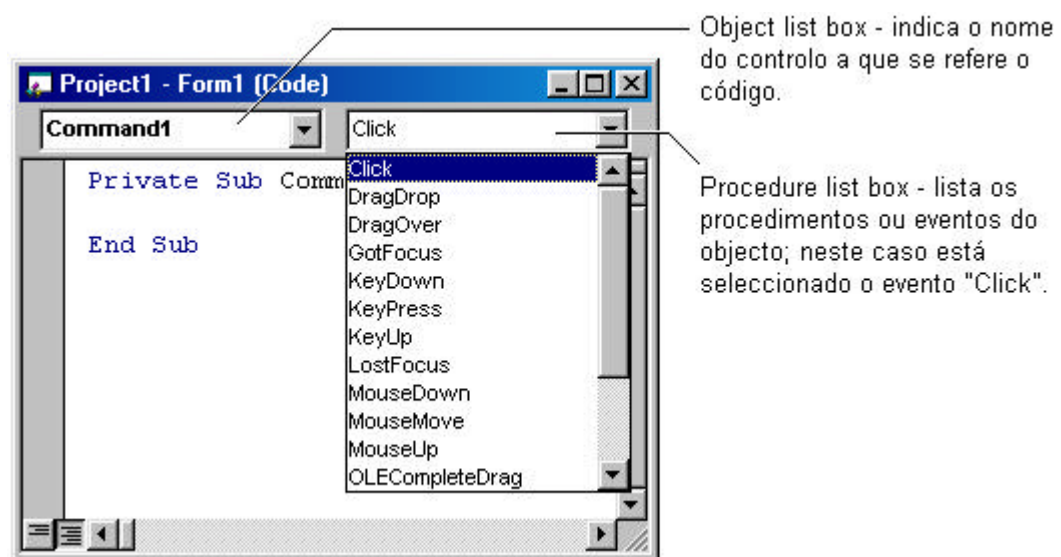 Object list box - indica o nome
do controlo a que se refere o
código.
Project1 - Form1 (Code)
Command1
Click
Private Sub Comm
End Sub
Click
DragDrop
DragOver
GotFocus
KeyDown
KeyPress
KeyUp
LostFocus
MouseDown
MouseMove
MouseUp
OLECompleteDrag
Procedure list box - lista os
procedimentos ou eventos do
objecto; neste caso está
seleccionado o evento "Click".